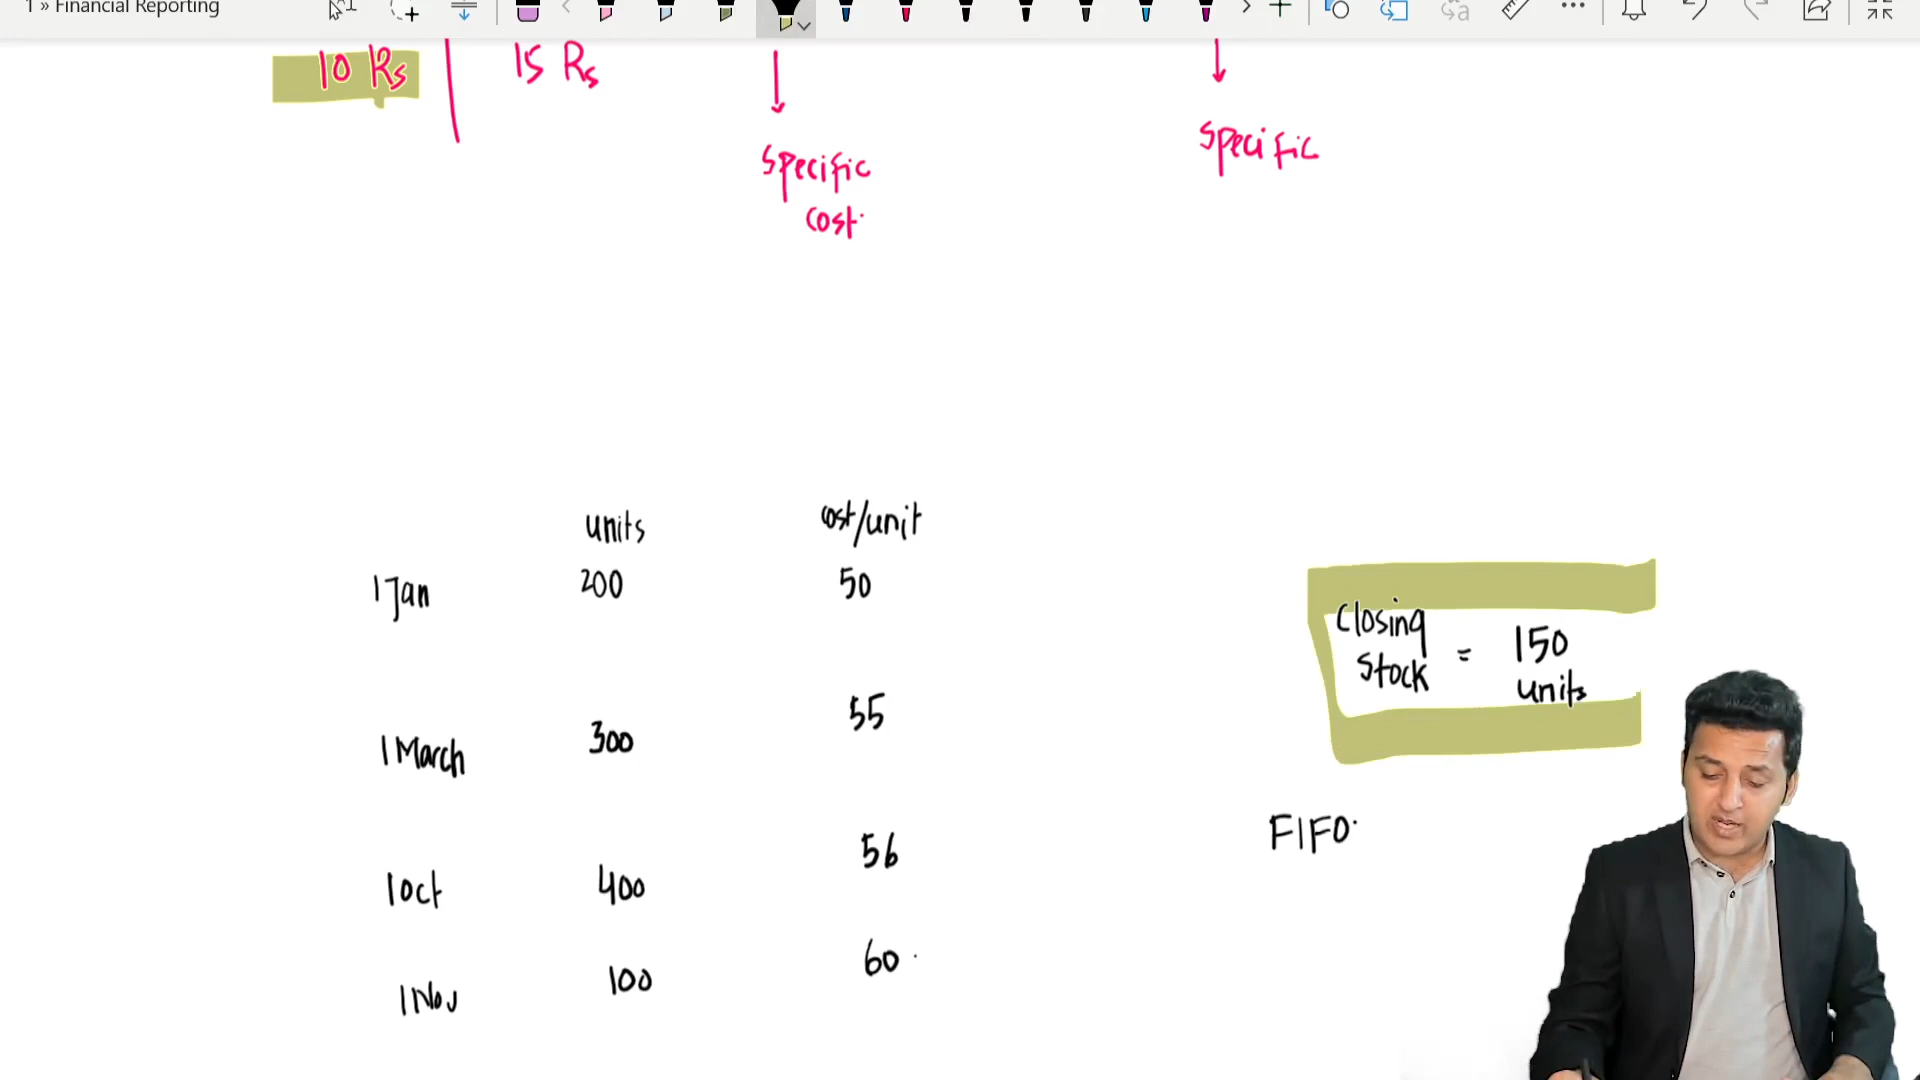 1 » Financial Reporting
10 Rs 15 Rs
specific
cost
specific
units cost/unit
1 Jan 200 50
closing
stock = 150
units
1 March 300 55
FIFO
1 oct 400 56
1 Nov 100 60